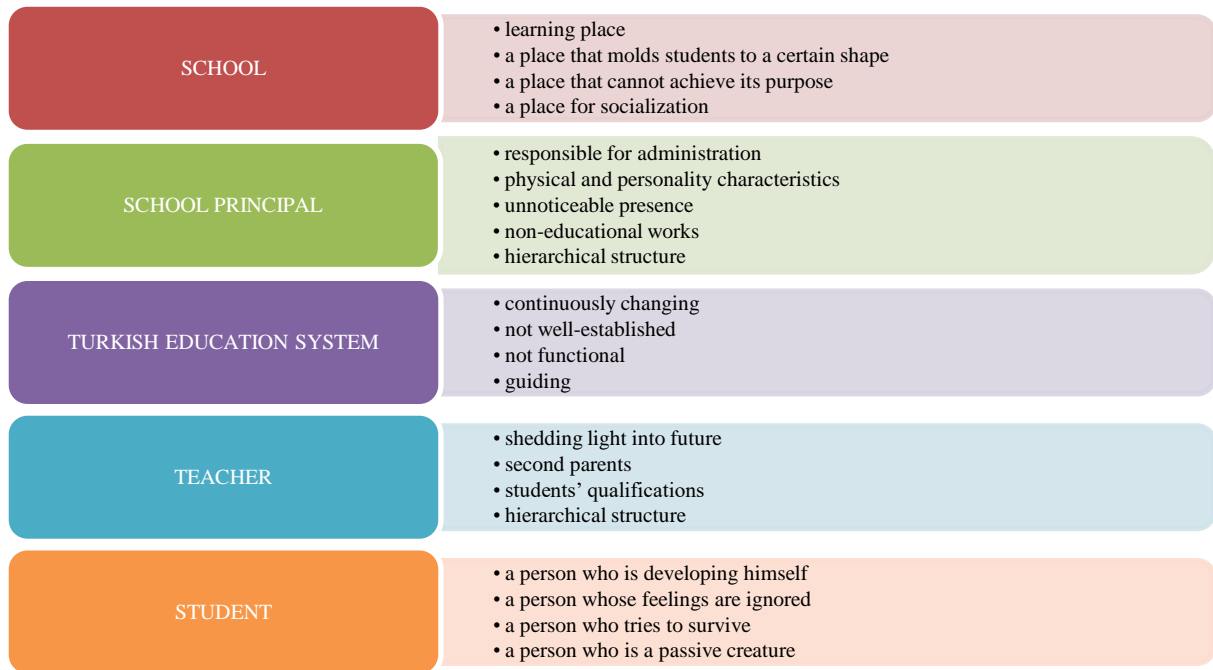 SCHOOL
• learning place
• a place that molds students to a certain shape
• a place that cannot achieve its purpose
• a place for socialization
SCHOOL PRINCIPAL
• responsible for administration
• physical and personality characteristics
• unnoticeable presence
• non-educational works
• hierarchical structure
TURKISH EDUCATION SYSTEM
• continuously changing
• not well-established
• not functional
• guiding
TEACHER
• shedding light into future
• second parents
• students’ qualifications
• hierarchical structure
STUDENT
• a person who is developing himself
• a person whose feelings are ignored
• a person who tries to survive
• a person who is a passive creature